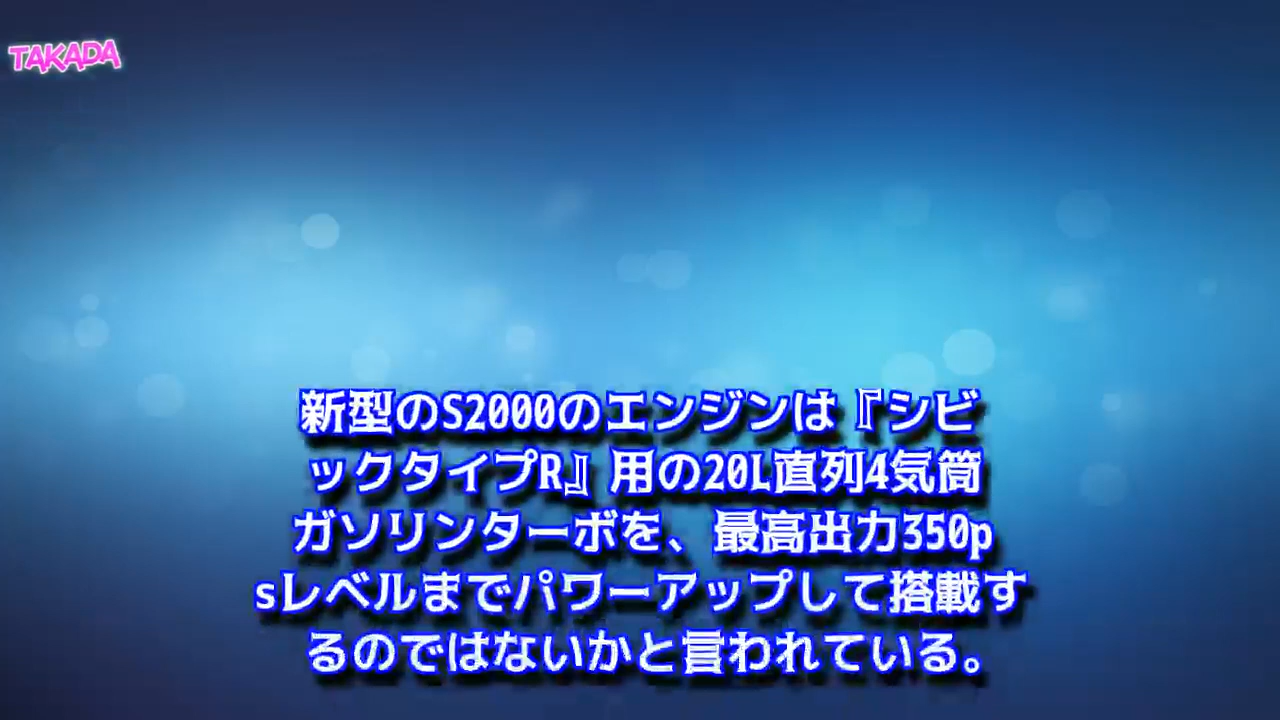 TAKADA
新型のS2000のエンジンは『シビ
ックタイプR』用の20L直列4気筒
ガソリンターボを、最高出力350p
sレベルまでパワーアップして搭載す
るのではないかと言われている。